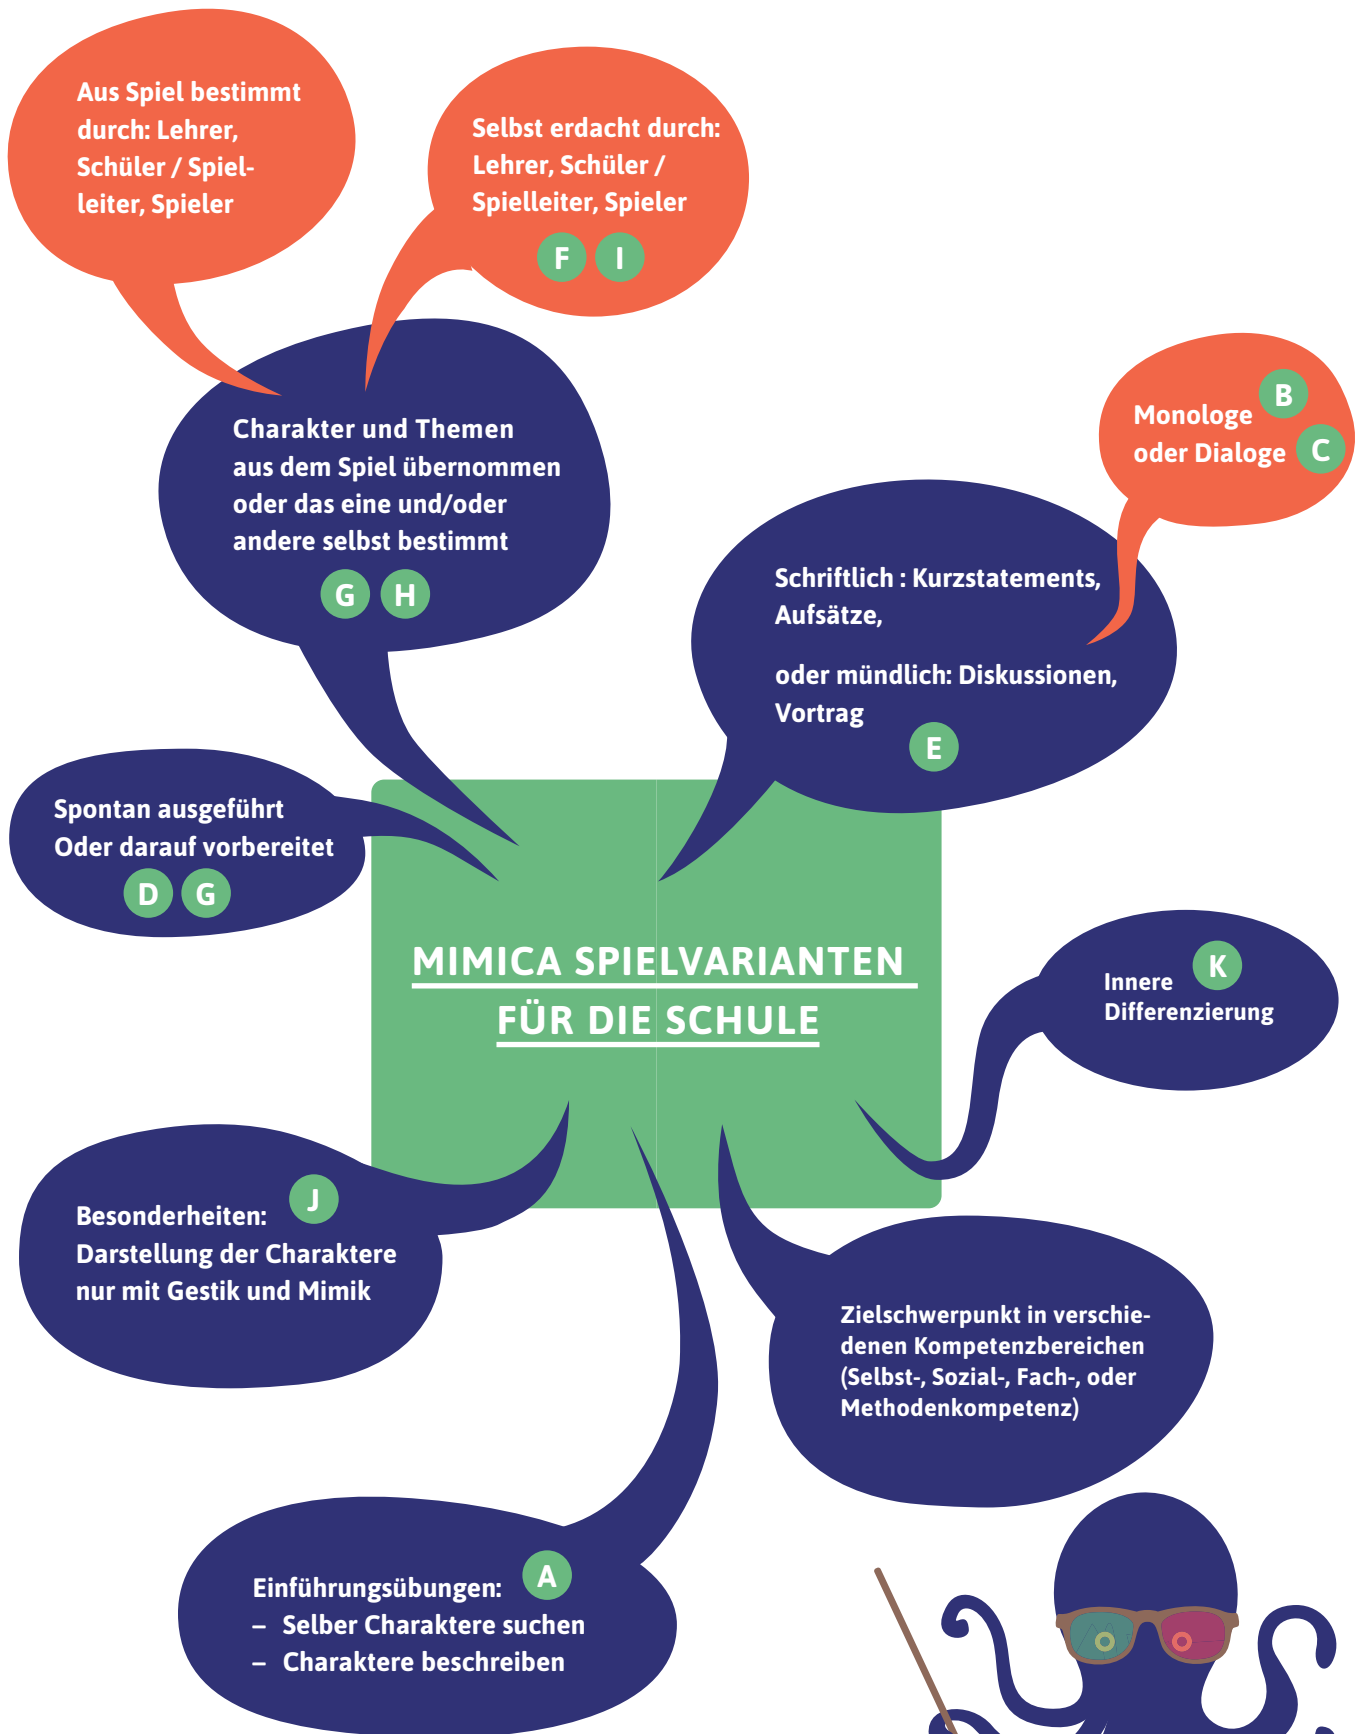 Aus Spiel bestimmt
durch: Lehrer,
Schüler / Spiel-
leiter, Spieler
Selbst erdacht durch:
Lehrer, Schüler /
Spielleiter, Spieler
F I
Charakter und Themen
aus dem Spiel übernommen
oder das eine und/oder
andere selbst bestimmt
G H
Monologe B
oder Dialoge C
Schriftlich : Kurzstatements,
Aufsätze,
oder mündlich: Diskussionen,
Vortrag
E
Spontan ausgeführt
Oder darauf vorbereitet
D G
MIMICA SPIELVARIANTEN
FÜR DIE SCHULE
Innere K
Differenzierung
Besonderheiten: J
Darstellung der Charaktere
nur mit Gestik und Mimik
Zielschwerpunkt in verschie-
denen Kompetenzbereichen
(Selbst-, Sozial-, Fach-, oder
Methodenkompetenz)
Einführungsübungen: A
– Selber Charaktere suchen
– Charaktere beschreiben